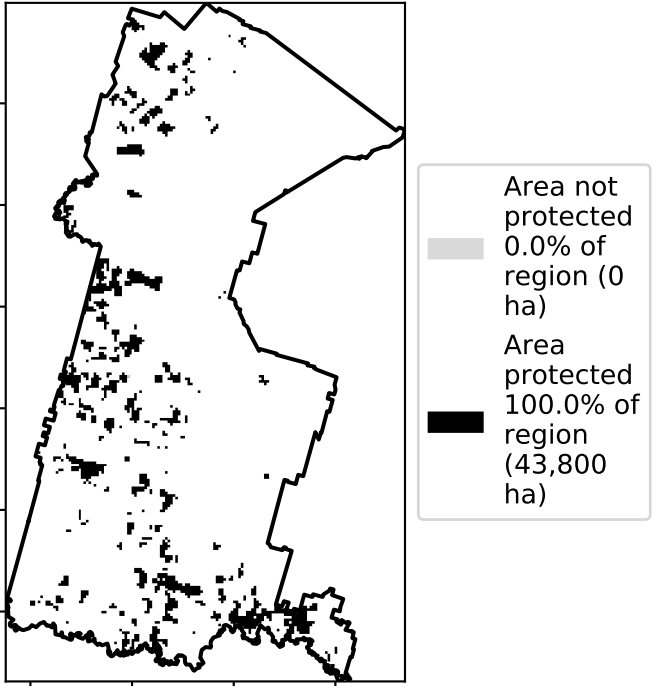 Area not
protected
0.0% of
region (0
ha)
Area
protected
100.0% of
region
(43,800
ha)